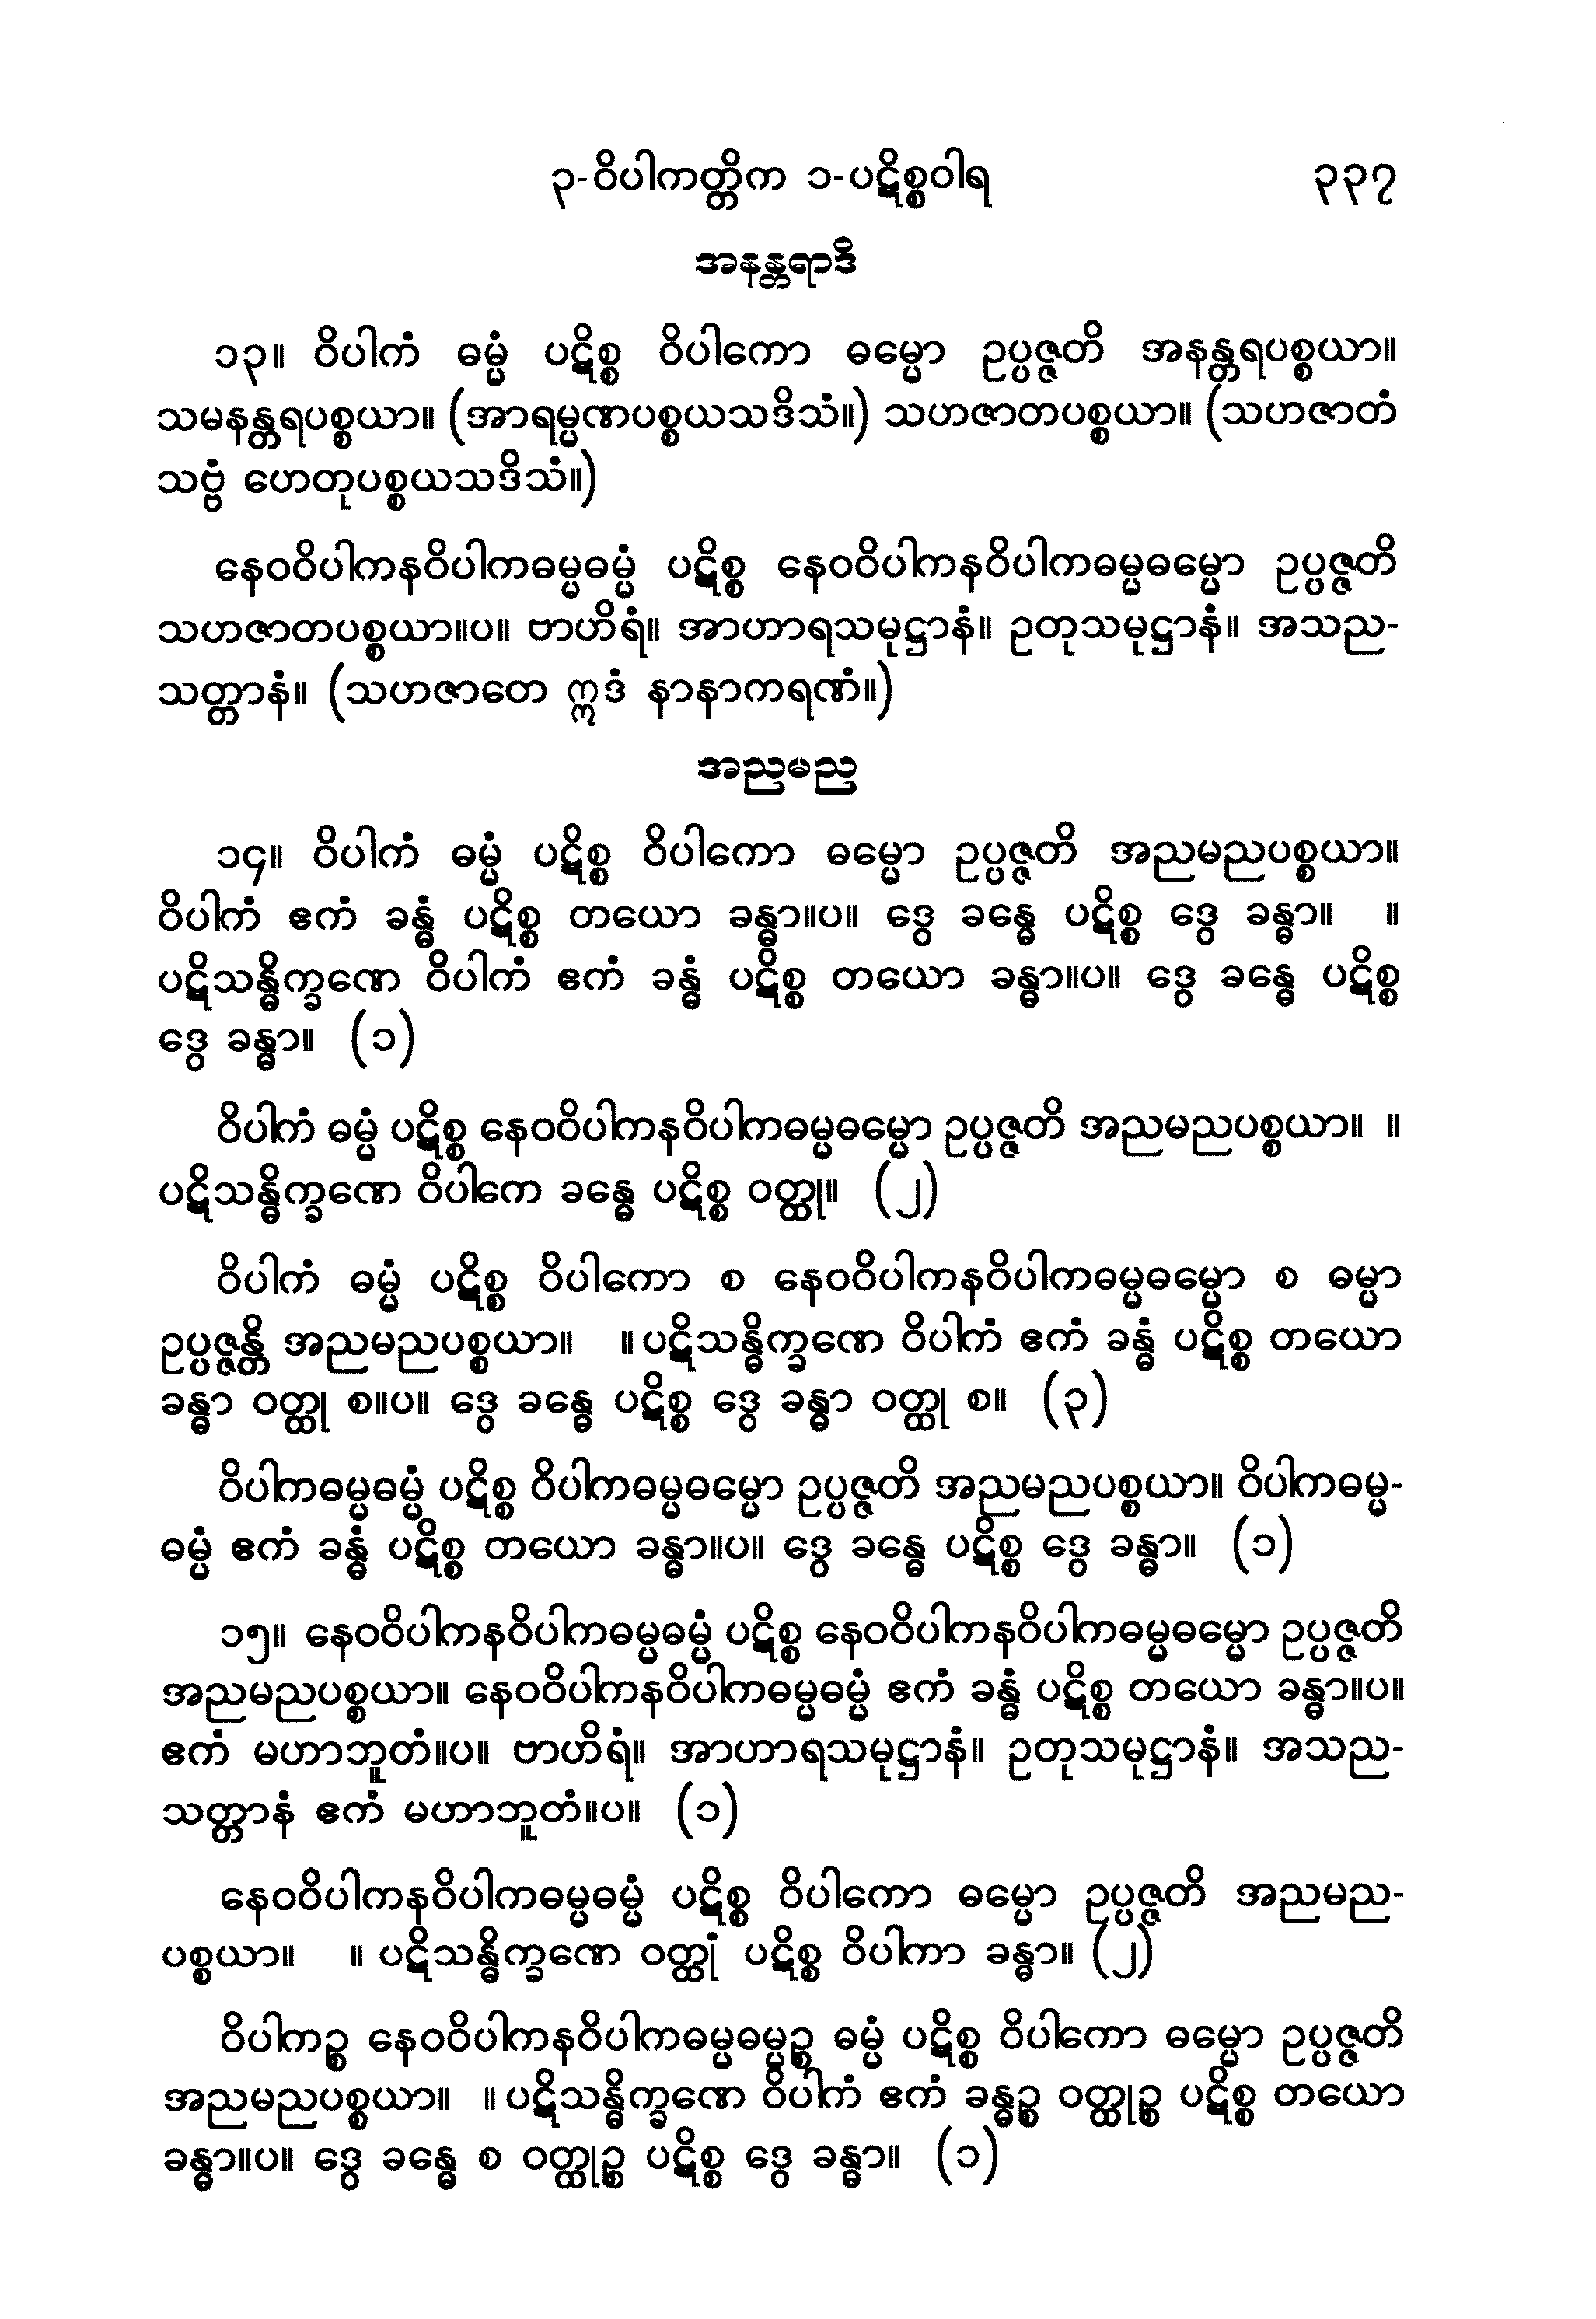 ၃-ဝိပါကတ္တိက ၁-ပဋိစ္စဝါရ ၃၃၇
အနန္တရာဒိ
၁၃။ ဝိပါကံ ဓမ္မံ ပဋိစ္စ ဝိပါကော ဓမ္မော ဥပ္ပဇ္ဇတိ အနန္တရပစ္စယာ။
သမနန္တရပစ္စယာ။ (အာရမ္မဏပစ္စယသဒိသံ။) သဟဇာတပစ္စယာ။ (သဟဇာတံ
သဗ္ဗံ ဟေတုပစ္စယသဒိသံ။)
နေဝဝိပါကနဝိပါကဓမ္မဓမ္မံ ပဋိစ္စ နေဝဝိပါကနဝိပါကဓမ္မဓမ္မော ဥပ္ပဇ္ဇတိ
သဟဇာတပစ္စယာ။ပ။ ဗာဟိရံ။ အာဟာရသမုဋ္ဌာနံ။ ဥတုသမုဋ္ဌာနံ။ အသည-
သတ္တာနံ။ (သဟဇာတေ ဣဒံ နာနာကရဏံ။)
အညမည
၁၄။ ဝိပါကံ ဓမ္မံ ပဋိစ္စ ဝိပါကော ဓမ္မော ဥပ္ပဇ္ဇတိ အညမညပစ္စယာ။
ဝိပါကံ ဧကံ ခန္ဓံ ပဋိစ္စ တယော ခန္ဓာ။ပ။ ဒွေ ခန္ဓေ ပဋိစ္စ ဒွေ ခန္ဓာ။ ။
ပဋိသန္ဓိက္ခဏေ ဝိပါကံ ဧကံ ခန္ဓံ ပဋိစ္စ တယော ခန္ဓာ။ပ။ ဒွေ ခန္ဓေ ပဋိစ္စ
ဒွေ ခန္ဓာ။ (၁)
ဝိပါကံ ဓမ္မံ ပဋိစ္စ နေဝဝိပါကနဝိပါကဓမ္မဓမ္မော ဥပ္ပဇ္ဇတိ အညမညပစ္စယာ။ ။
ပဋိသန္ဓိက္ခဏေ ဝိပါကေ ခန္ဓေ ပဋိစ္စ ဝတ္ထု။ (၂)
ဝိပါကံ ဓမ္မံ ပဋိစ္စ ဝိပါကော စ နေဝဝိပါကနဝိပါကဓမ္မဓမ္မော စ ဓမ္မာ
ဥပ္ပဇ္ဇန္တိ အညမညပစ္စယာ။ ။ ပဋိသန္ဓိက္ခဏေ ဝိပါကံ ဧကံ ခန္ဓံ ပဋိစ္စ တယော
ခန္ဓာ ဝတ္ထု စ။ပ။ ဒွေ ခန္ဓေ ပဋိစ္စ ဒွေ ခန္ဓာ ဝတ္ထု စ။ (၃)
ဝိပါကဓမ္မဓမ္မံ ပဋိစ္စ ဝိပါကဓမ္မဓမ္မော ဥပ္ပဇ္ဇတိ အညမညပစ္စယာ။ ဝိပါကဓမ္မ-
ဓမ္မံ ဧကံ ခန္ဓံ ပဋိစ္စ တယော ခန္ဓာ။ပ။ ဒွေ ခန္ဓေ ပဋိစ္စ ဒွေ ခန္ဓာ။ (၁)
၁၅။ နေဝဝိပါကနဝိပါကဓမ္မဓမ္မံ ပဋိစ္စ နေဝဝိပါကနဝိပါကဓမ္မဓမ္မော ဥပ္ပဇ္ဇတိ
အညမညပစ္စယာ။ နေဝဝိပါကနဝိပါကဓမ္မဓမ္မံ ဧကံ ခန္ဓံ ပဋိစ္စ တယော ခန္ဓာ။ပ။
ဧကံ မဟာဘူတံ။ပ။ ဗာဟိရံ။ အာဟာရသမုဋ္ဌာနံ။ ဥတုသမုဋ္ဌာနံ။ အသည-
သတ္တာနံ ဧကံ မဟာဘူတံ။ပ။ (၁)
နေဝဝိပါကနဝိပါကဓမ္မဓမ္မံ ပဋိစ္စ ဝိပါကော ဓမ္မော ဥပ္ပဇ္ဇတိ အညမည-
ပစ္စယာ။ ။ ပဋိသန္ဓိက္ခဏေ ဝတ္ထုံ ပဋိစ္စ ဝိပါကာ ခန္ဓာ။ (၂)
ဝိပါကဉ္စ နေဝဝိပါကနဝိပါကဓမ္မဓမ္မဉ္စ ဓမ္မံ ပဋိစ္စ ဝိပါကော ဓမ္မော ဥပ္ပဇ္ဇတိ
အညမညပစ္စယာ။ ။ ပဋိသန္ဓိက္ခဏေ ဝိပါကံ ဧကံ ခန္ဓဉ္စ ဝတ္ထုဉ္စ ပဋိစ္စ တယော
ခန္ဓာ။ပ။ ဒွေ ခန္ဓေ စ ဝတ္ထုဉ္စ ပဋိစ္စ ဒွေ ခန္ဓာ။ (၁)